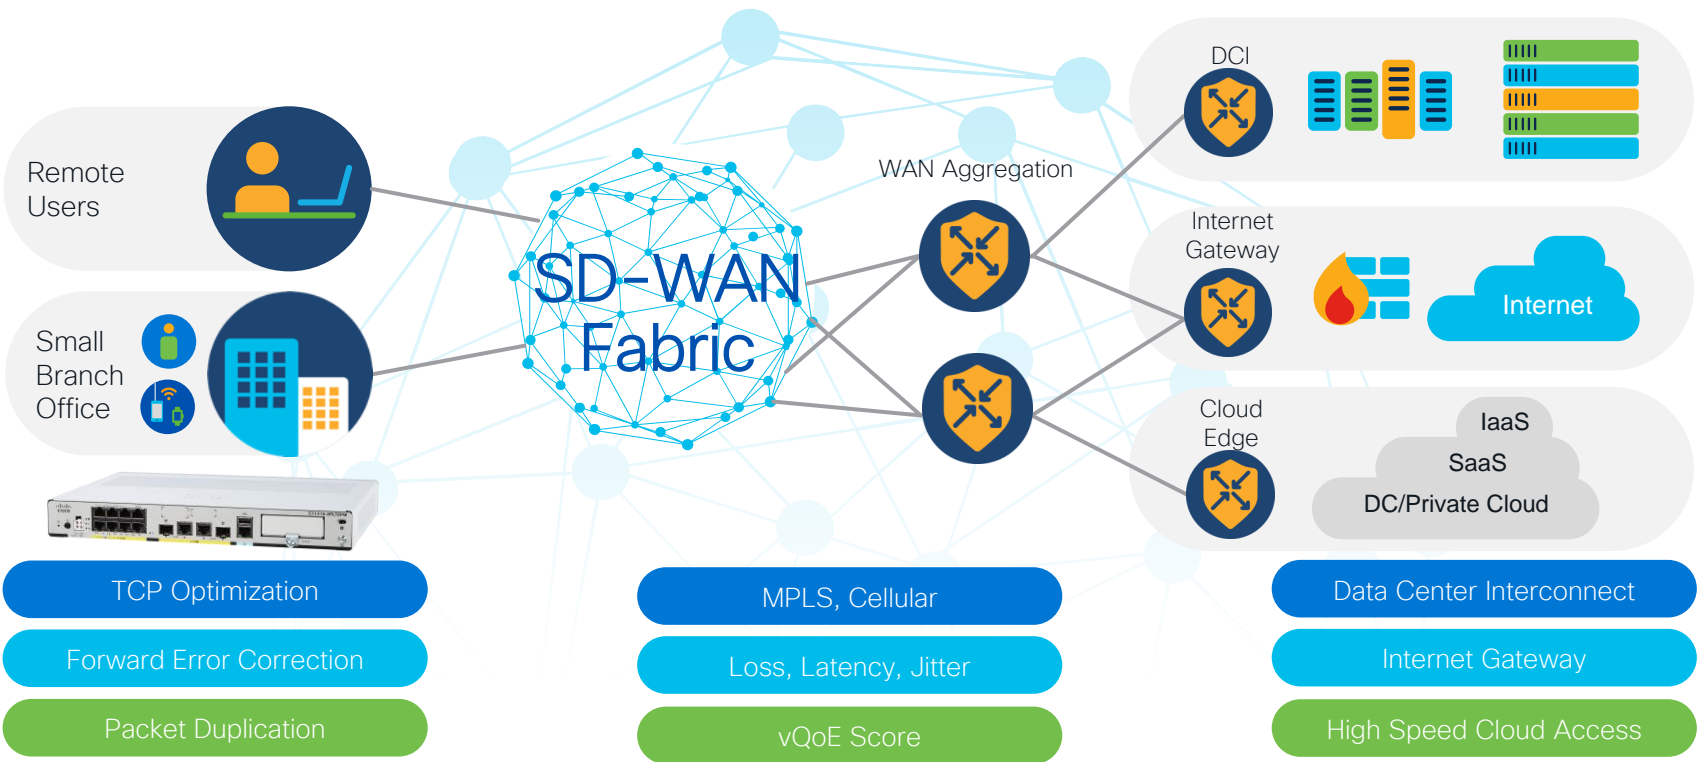 DCI
Remote
Users
WAN Aggregation
Internet
Gateway
Internet
SD-WAN
Fabric
Small
Branch
Office
Cloud
Edge
IaaS
SaaS
DC/Private Cloud
TCP Optimization
Forward Error Correction
Packet Duplication
MPLS, Cellular
Loss, Latency, Jitter
vQoE Score
Data Center Interconnect
Internet Gateway
High Speed Cloud Access